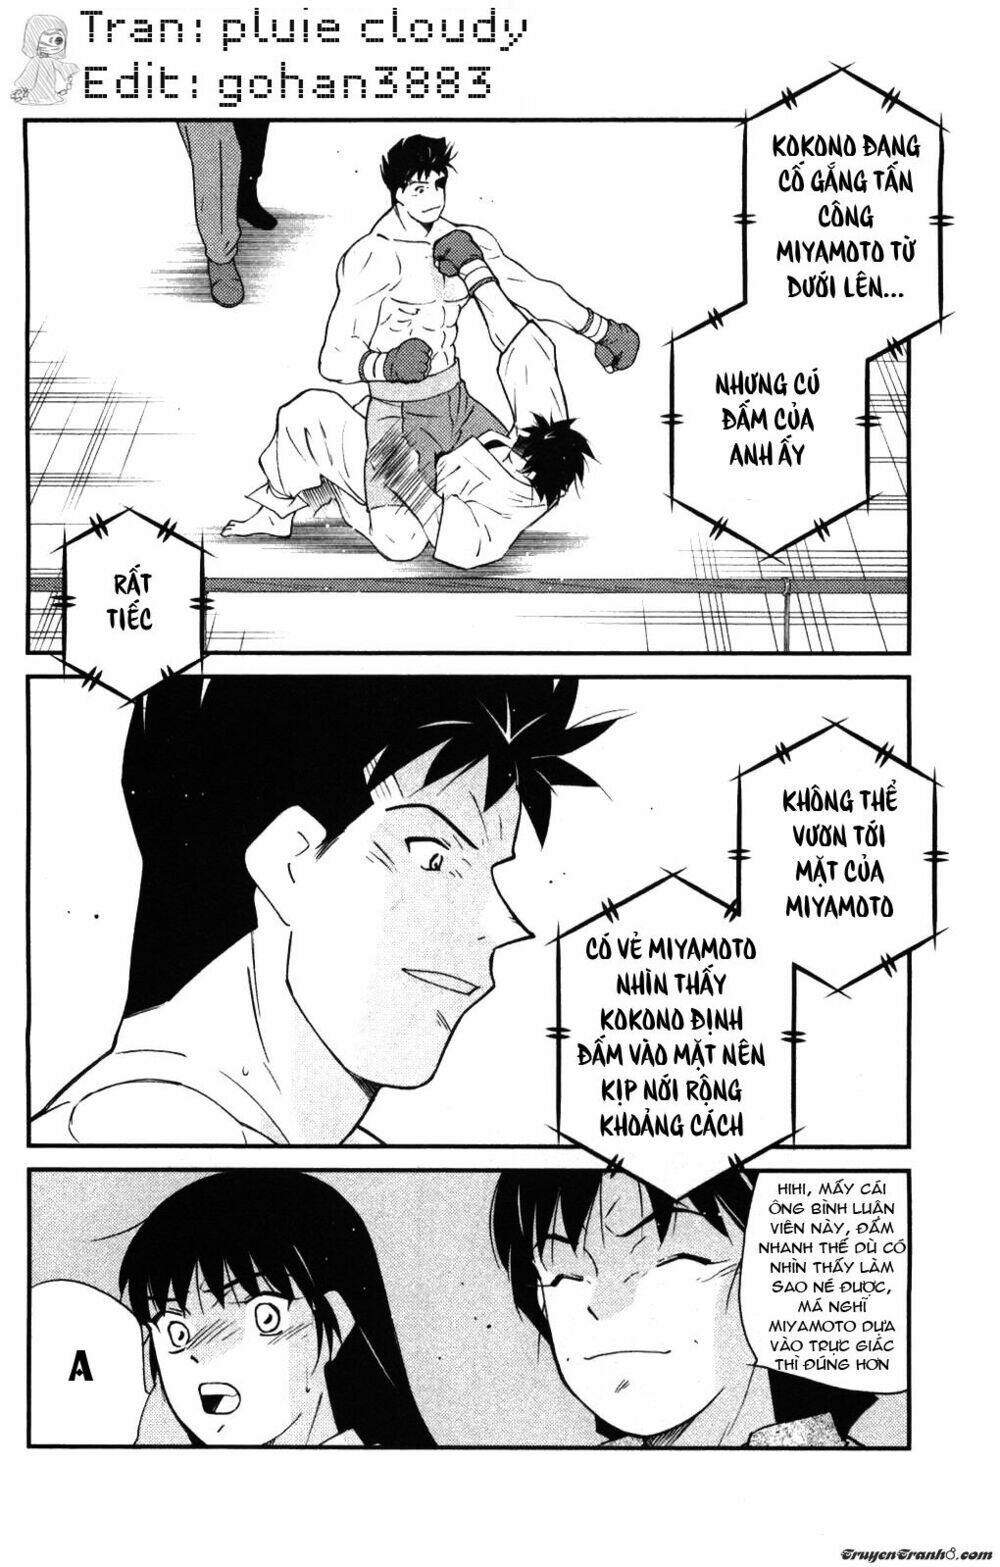 Tran: pluie cloudy
Edit: gohan3883
KOKONO ĐANG
CỐ GẮNG TẤN
CÔNG
MIYAMOTO TỪ
DƯỚI LÊN...
NHƯNG CÚ
ĐẤM CỦA
ANH ẤY
RẤT
TIẾC
KHÔNG THỂ
VƯƠN TỚI
MẶT CỦA
MIYAMOTO
CÓ VẺ MIYAMOTO
NHÌN THẤY
KOKONO ĐỊNH
ĐẤM VÀO MẶT NÊN
KỊP NỚI RỘNG
KHOẢNG CÁCH
HIHI, MẤY CÁI
ÔNG BÌNH LUÂN
VIÊN NÀY, ĐẤM
NHANH THẾ DÙ CÓ
NHÌN THẤY LÀM
SAO NÉ ĐƯỢC,
MÁ NGHĨ
MIYAMOTO DỰA
VÀO TRỰC GIÁC
THÌ ĐÚNG HƠN
A
TruyenTranh8.com